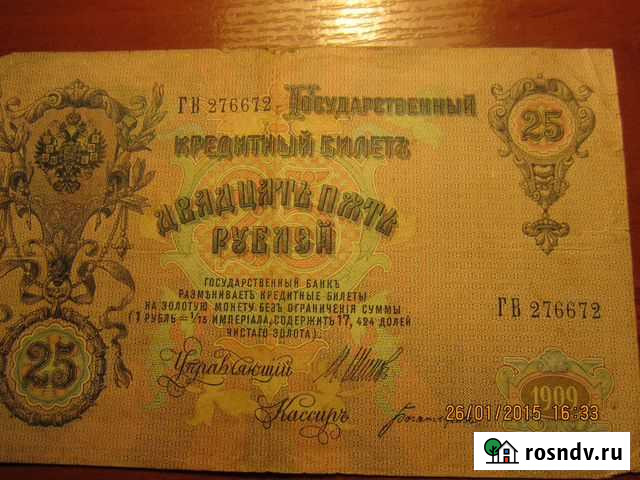 ГВ 276672
Государственный
25
Кредитный Билетъ
Двадцать пять
рублей
ГОСУДАРСТВЕННЫЙ БАНКЪ
РАЗМѢНИВАЕТЪ КРЕДИТНЫЕ БИЛЕТЫ
НА ЗОЛОТУЮ МОНЕТУ БЕЗЪ ОГРАНИЧЕНІЯ СУММЫ
(1 РУБЛЬ = 1/15 ИМПЕРІАЛА, СОДЕРЖИТЪ 17,424 ДОЛЕЙ
ЧИСТАГО ЗОЛОТА).
ГВ 276672
25
Управляющій
Кассиръ
1909
26/01/2015 16:33
rosndv.ru